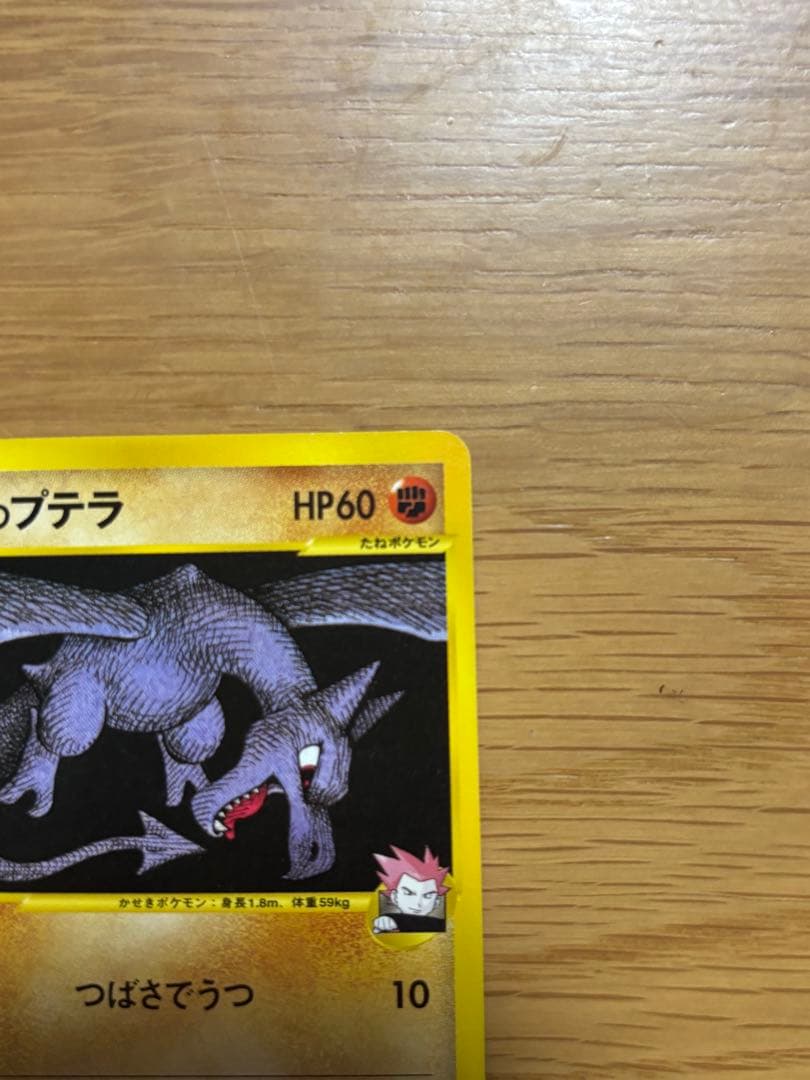 のプテラ HP60
たねポケモン
かせきポケモン：身長1.8m、体重59kg
つばさでうつ 10